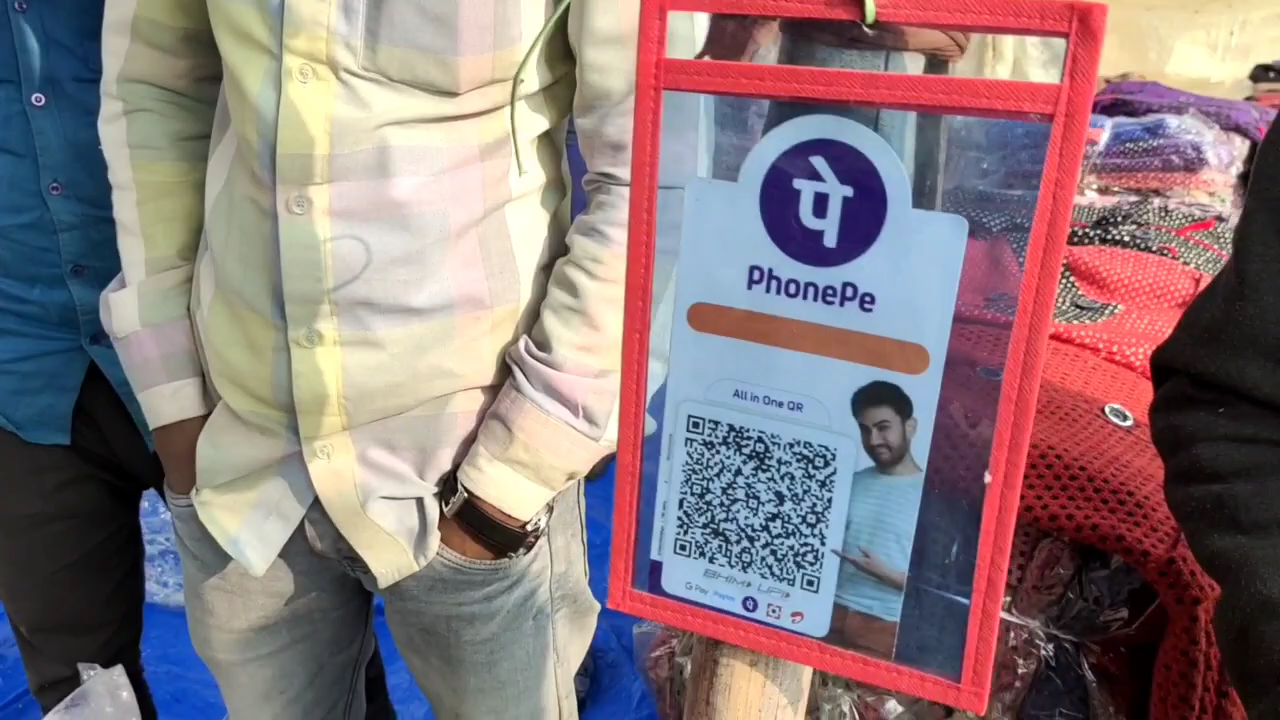 पे
PhonePe
All in One QR
BHIM UPI
G Pay Paytm पे